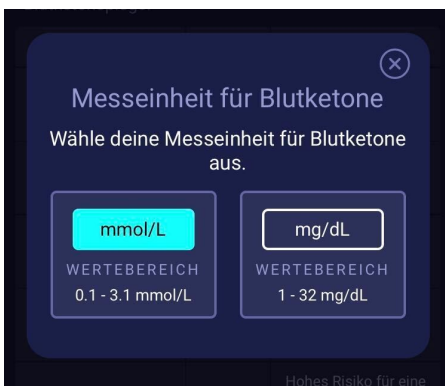 Messeinheit für Blutketone
Wähle deine Messeinheit für Blutketone
aus.
mmol/L
mg/dL
WERTEBEREICH
WERTEBEREICH
0.1 - 3.1 mmol/L
1 - 32 mg/dL
Hohes Risiko für eine